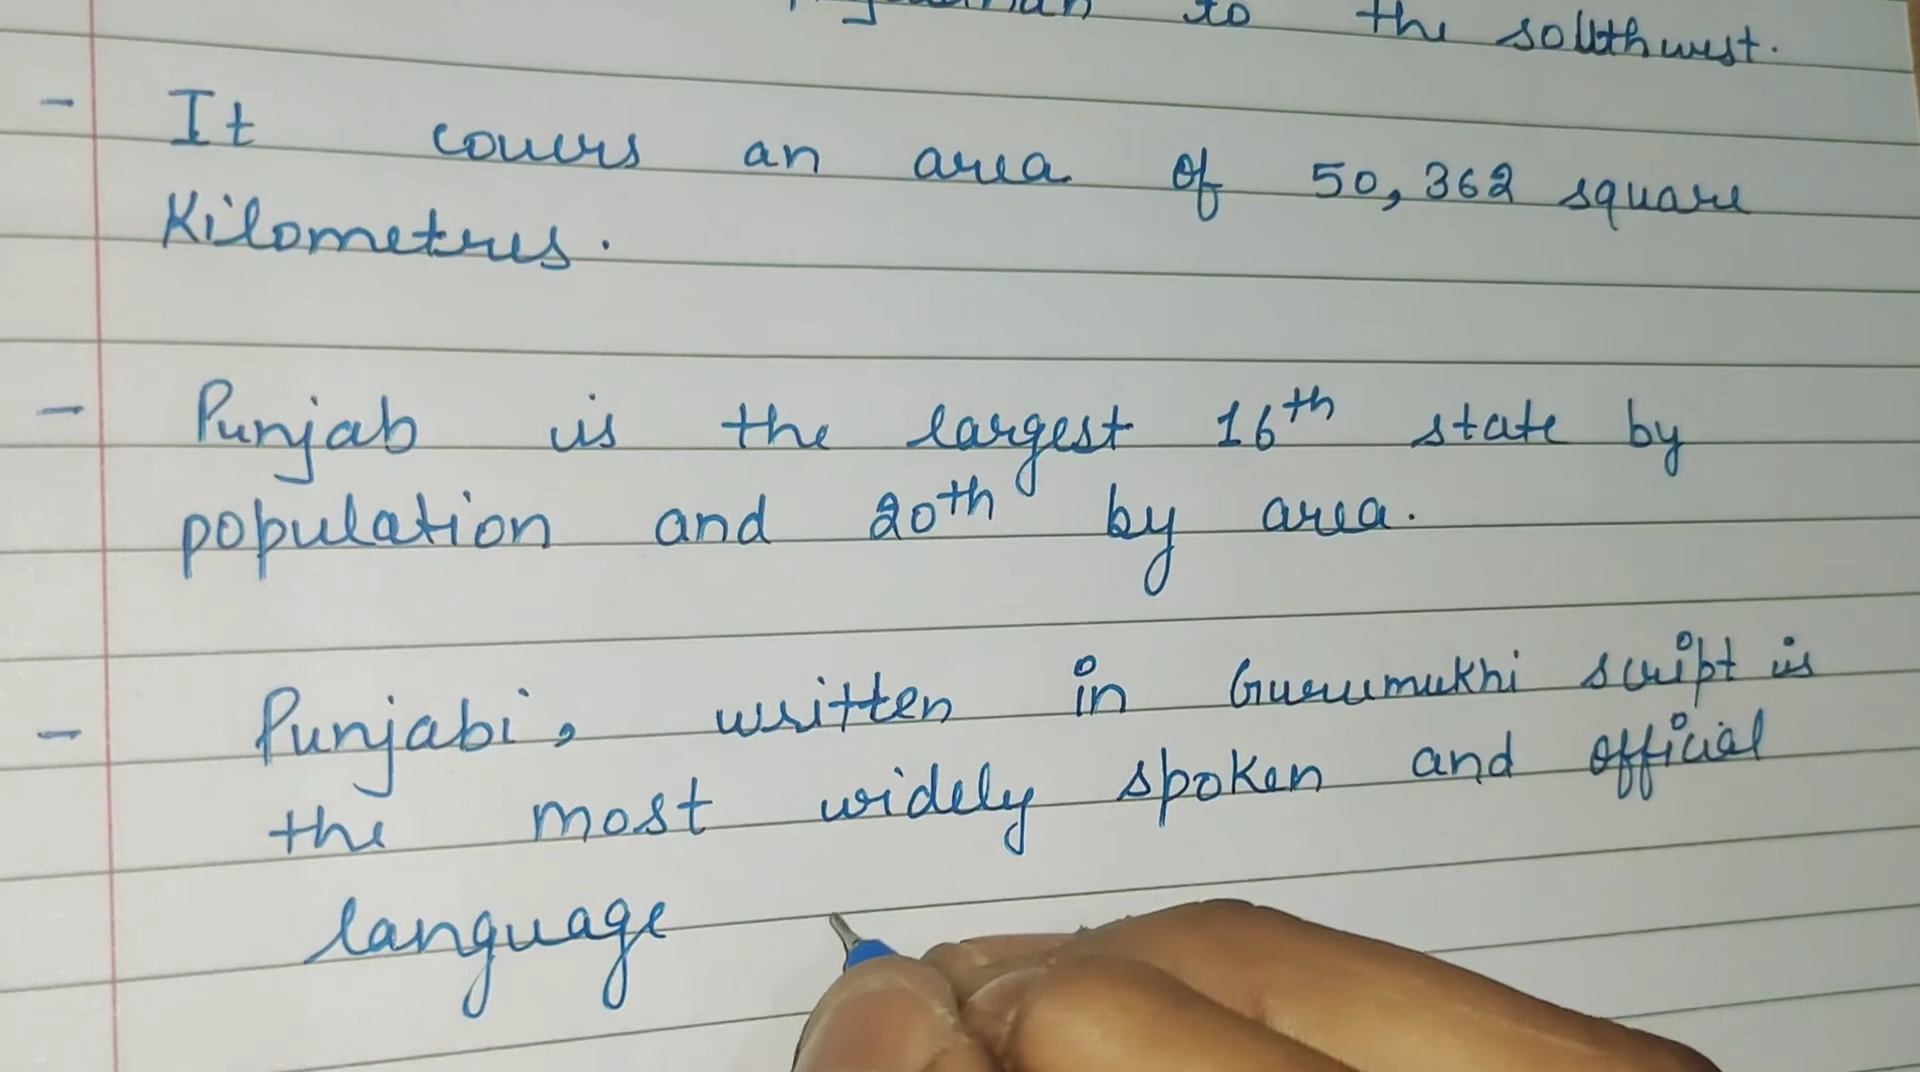 to the southwest.
- It covers an area of 50,362 square
Kilometres.
- Punjab is the largest 16th state by
population and 20th by area.
- Punjabi, written in Gurumukhi script is
the most widely spoken and official
language